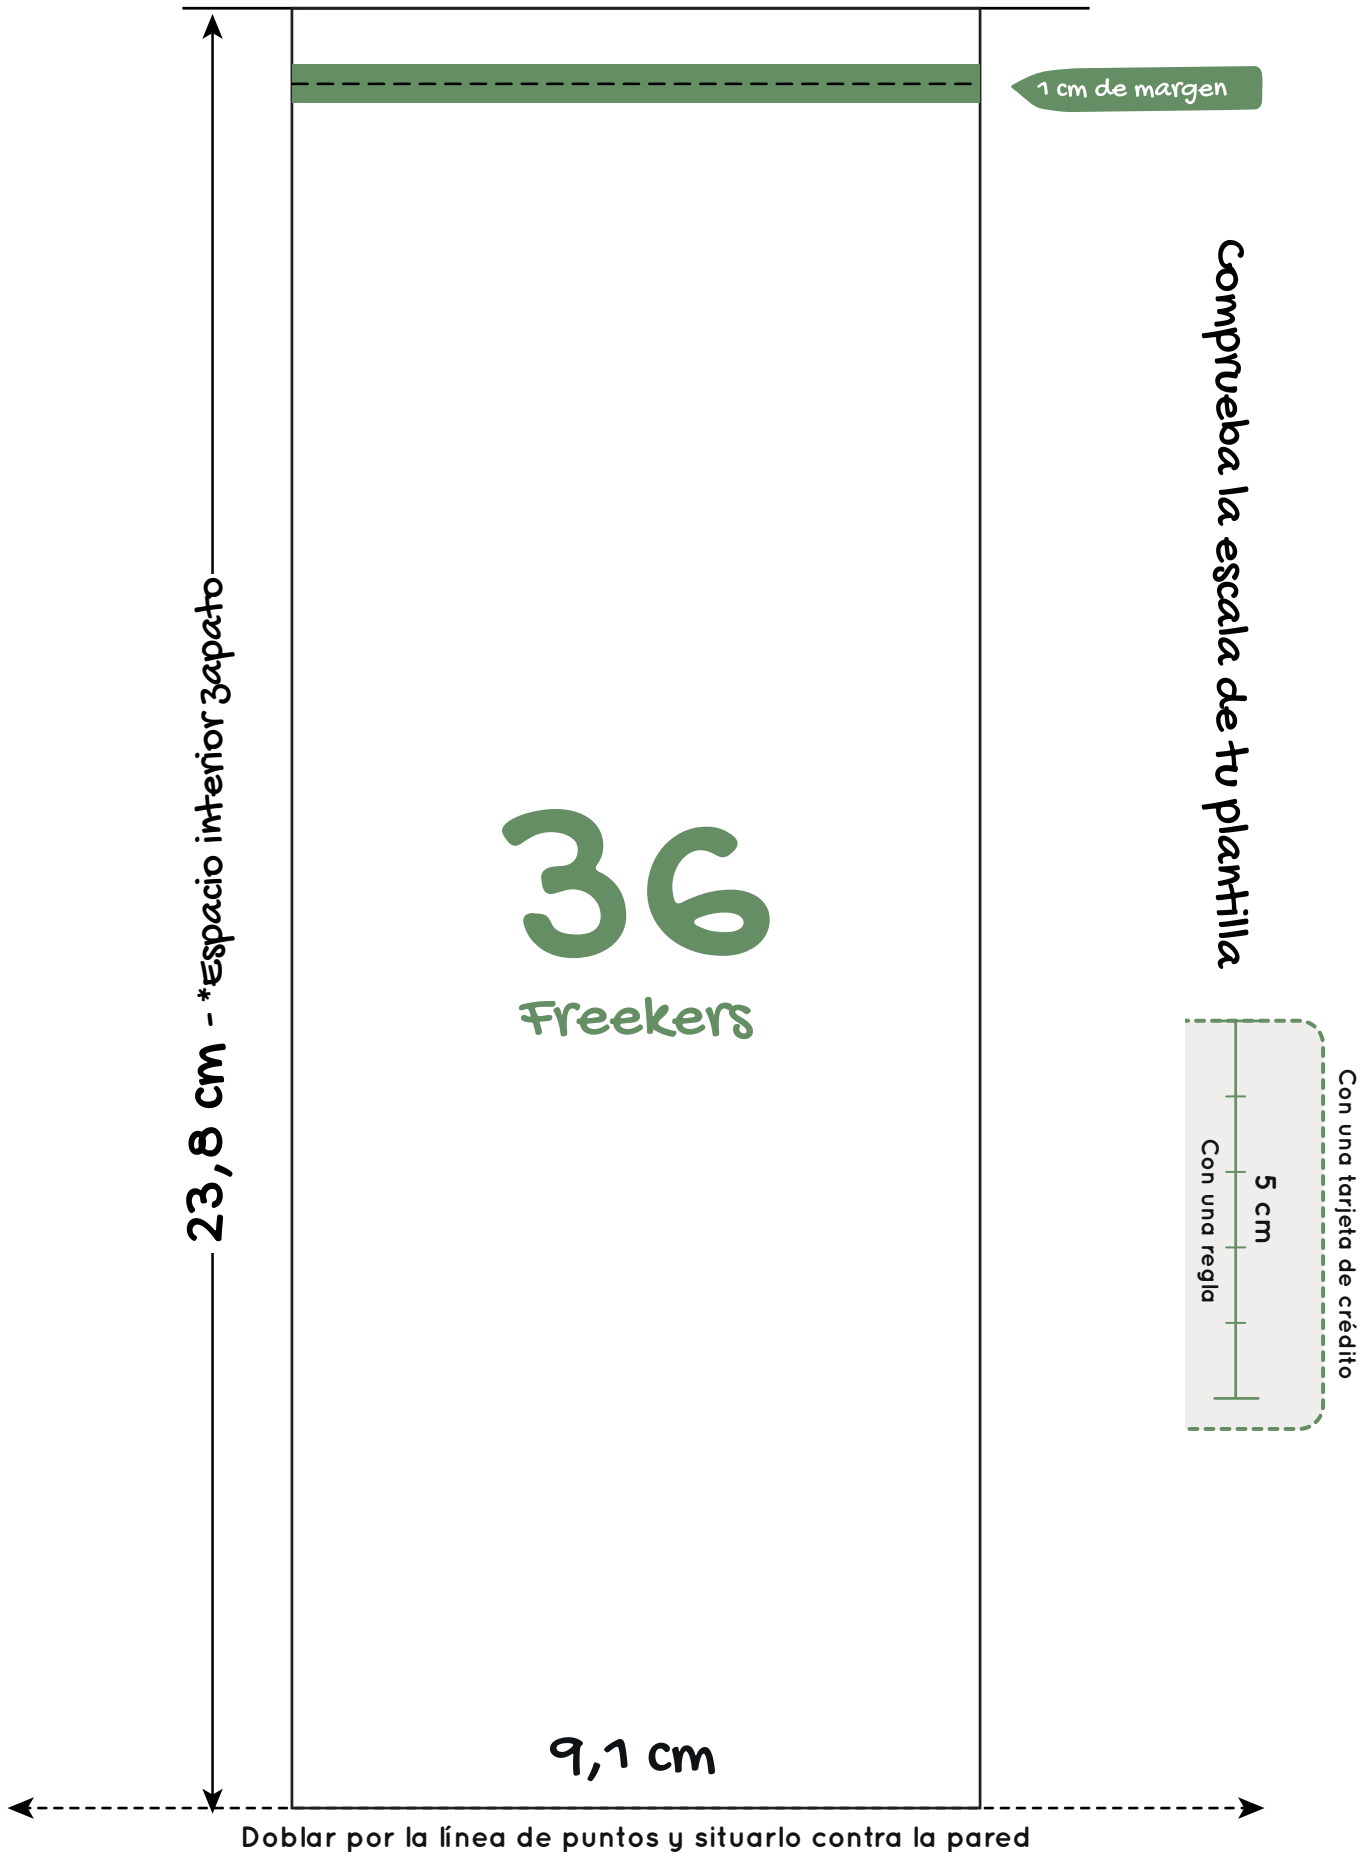 1 cm de margen
Comprueba la escala de tu plantilla
23,8 cm - *Espacio interior zapato
36
Freekers
Con una tarjeta de crédito
5 cm
Con una regla
9,1 cm
Doblar por la línea de puntos y situarlo contra la pared